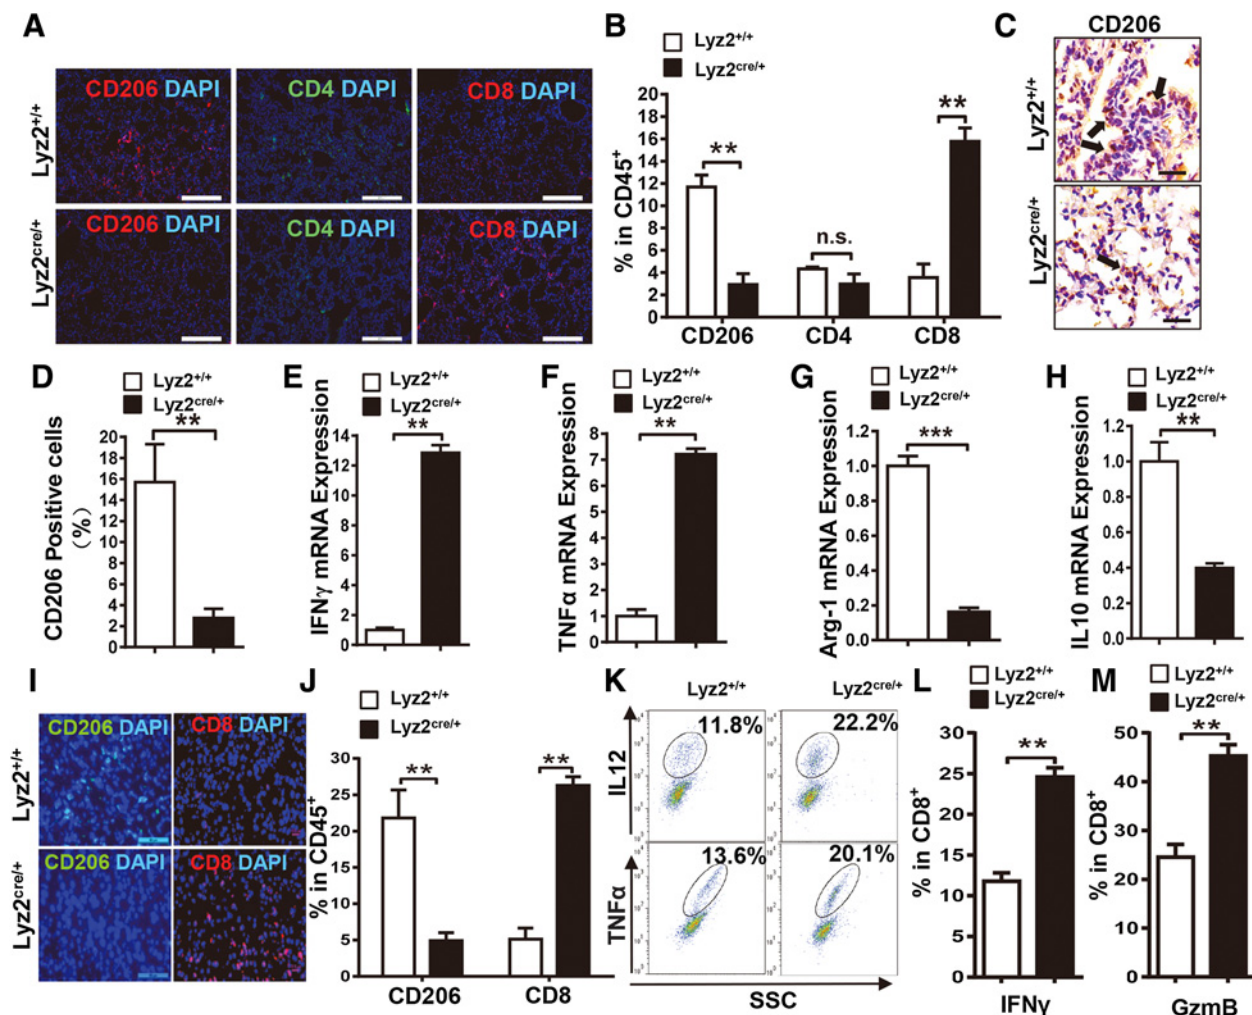 A
CD206 DAPI
CD4 DAPI
CD8 DAPI
Lyz2+/+
CD206 DAPI
CD4 DAPI
CD8 DAPI
Lyz2cre/+
B
Lyz2+/+
Lyz2cre/+
% in CD45+
20
18
16
14
12
10
8
6
4
2
0
**
n.s.
**
CD206
CD4
CD8
C
CD206
Lyz2+/+
Lyz2cre/+
D
Lyz2+/+
Lyz2cre/+
**
CD206 Positive cells
(%)
20
18
16
14
12
10
8
6
4
2
0
E
Lyz2+/+
Lyz2cre/+
**
IFNγ mRNA Expression
14
12
10
8
6
4
2
0
F
Lyz2+/+
Lyz2cre/+
**
TNFα mRNA Expression
8
7
6
5
4
3
2
1
0
G
Lyz2+/+
Lyz2cre/+
***
Arg-1 mRNA Expression
1.2
1.0
0.8
0.6
0.4
0.2
0
H
Lyz2+/+
Lyz2cre/+
**
IL10 mRNA Expression
1.2
1.0
0.8
0.6
0.4
0.2
0.0
I
CD206 DAPI
CD8 DAPI
Lyz2+/+
CD206 DAPI
CD8 DAPI
Lyz2cre/+
J
Lyz2+/+
Lyz2cre/+
% in CD45+
30
25
20
15
10
5
0
**
**
CD206
CD8
K
Lyz2+/+
Lyz2cre/+
IL12
11.8%
22.2%
TNFα
13.6%
20.1%
SSC
L
Lyz2+/+
Lyz2cre/+
**
% in CD8+
30
25
20
15
10
5
0
IFNγ
M
Lyz2+/+
Lyz2cre/+
**
% in CD8+
50
40
30
20
10
0
GzmB